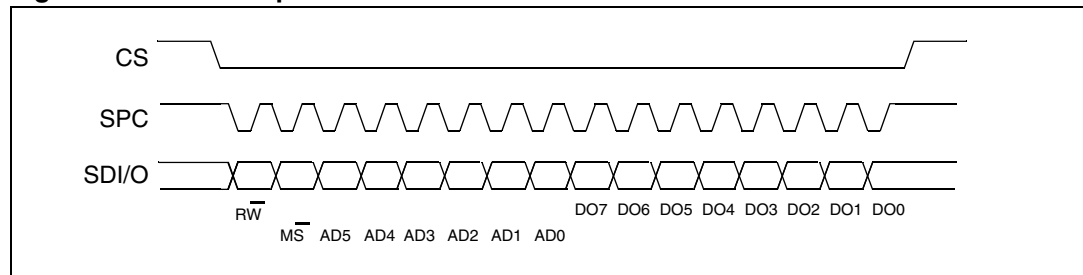 CS
SPC
SDI/O
RW
DO7 DO6 DO5 DO4 DO3 DO2 DO1 DO0
MS AD5 AD4 AD3 AD2 AD1 AD0